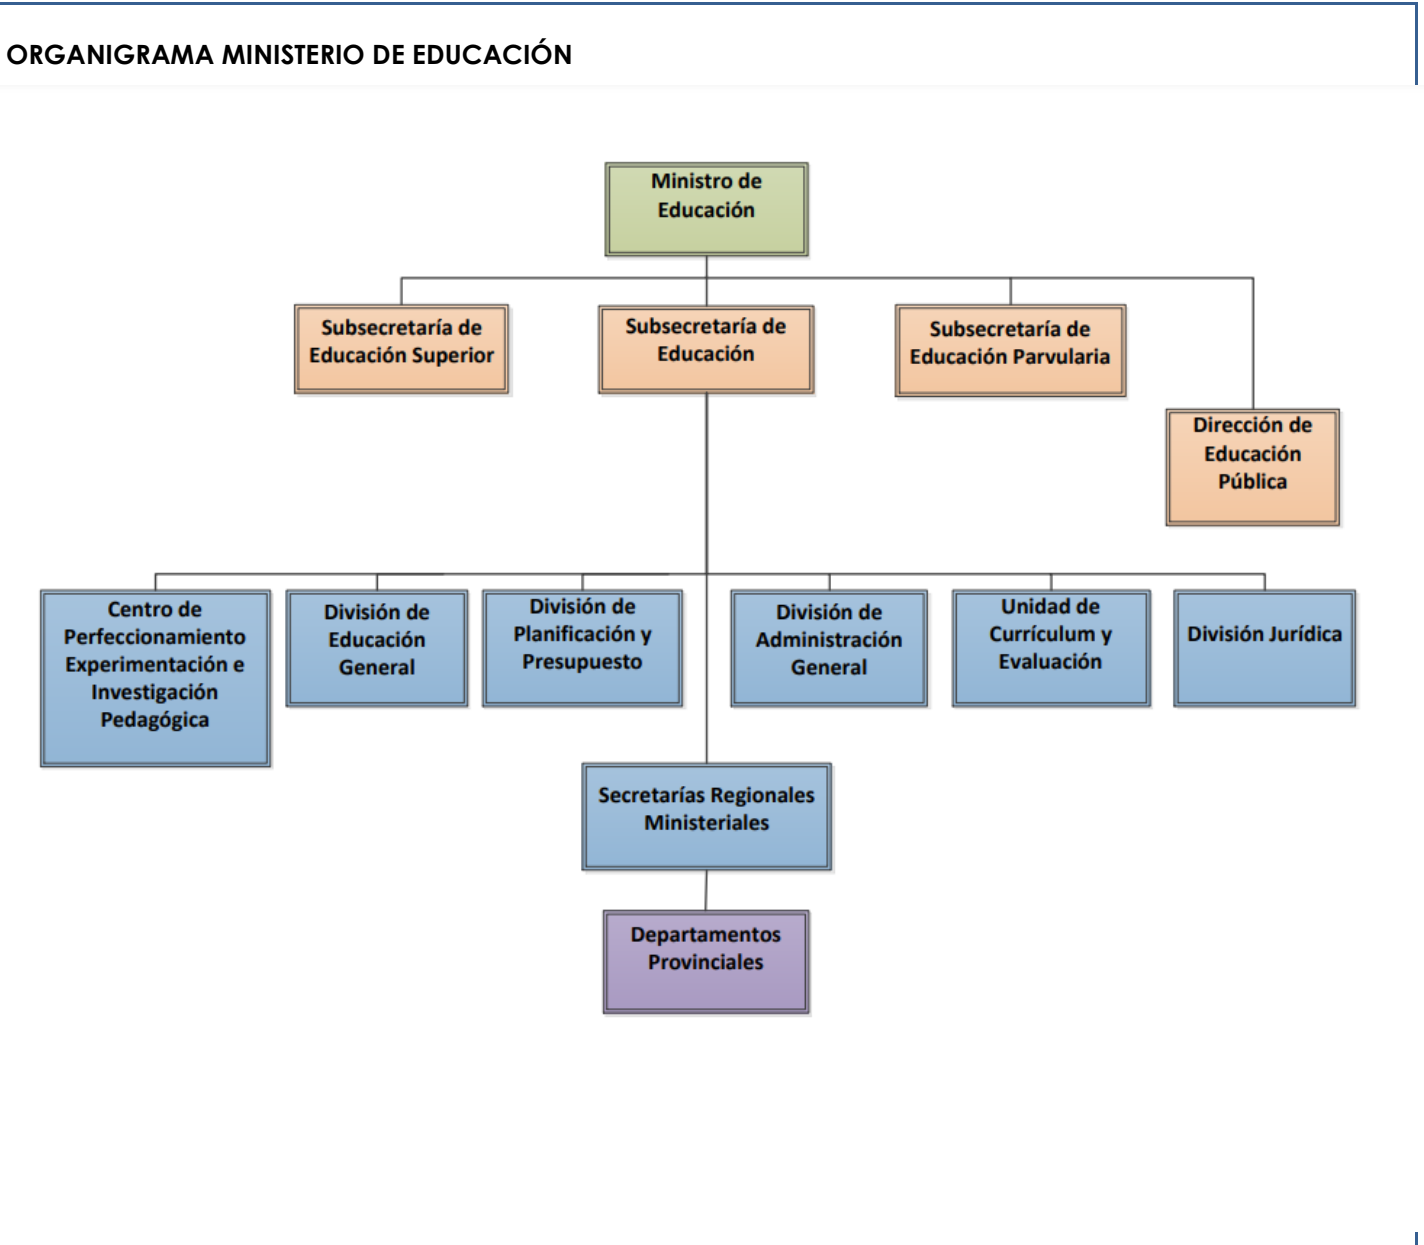 ORGANIGRAMA MINISTERIO DE EDUCACIÓN
Ministro de
Educación
Subsecretaría de
Educación Superior
Subsecretaría de
Educación
Subsecretaría de
Educación Parvularia
Dirección de
Educación
Pública
Centro de
Perfeccionamiento
Experimentación e
Investigación
Pedagógica
División de
Educación
General
División de
Planificación y
Presupuesto
División de
Administración
General
Unidad de
Currículum y
Evaluación
División Jurídica
Secretarías Regionales
Ministeriales
Departamentos
Provinciales